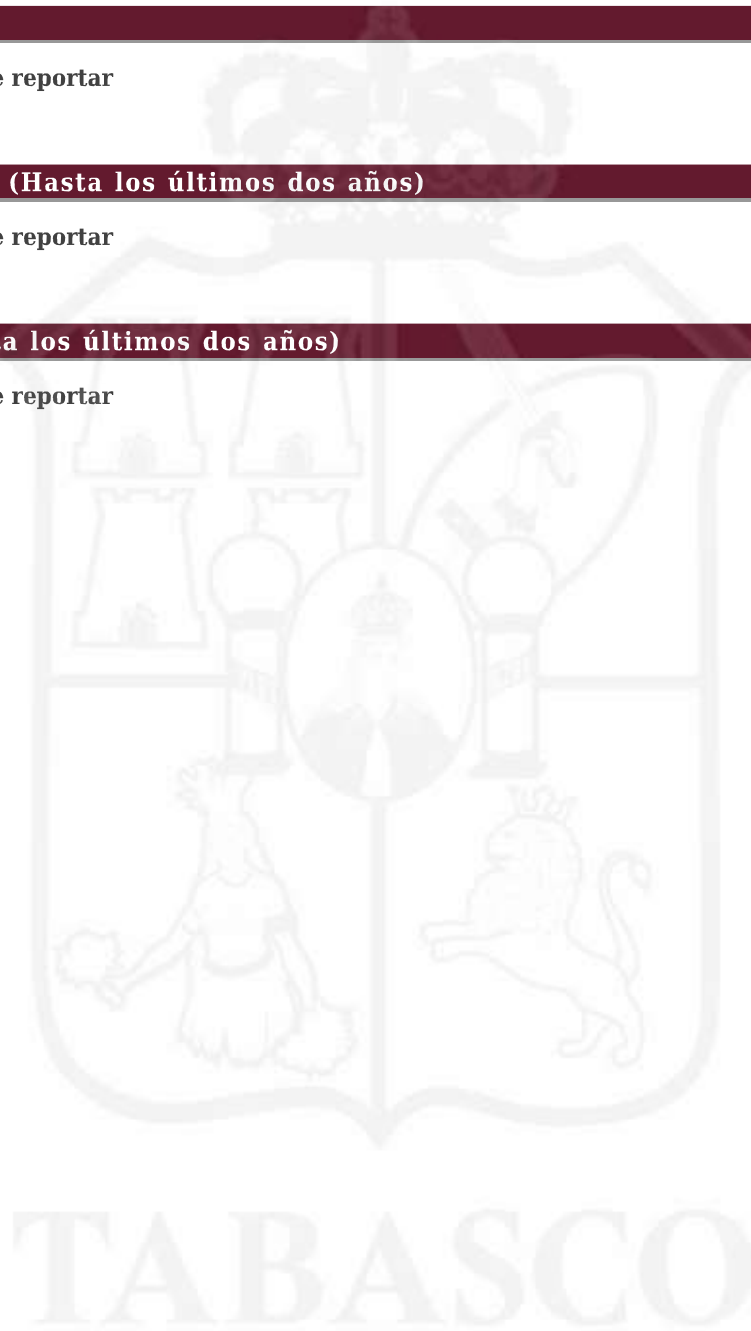 e reportar
(Hasta los últimos dos años)
e reportar
a los últimos dos años)
e reportar
TABASCO